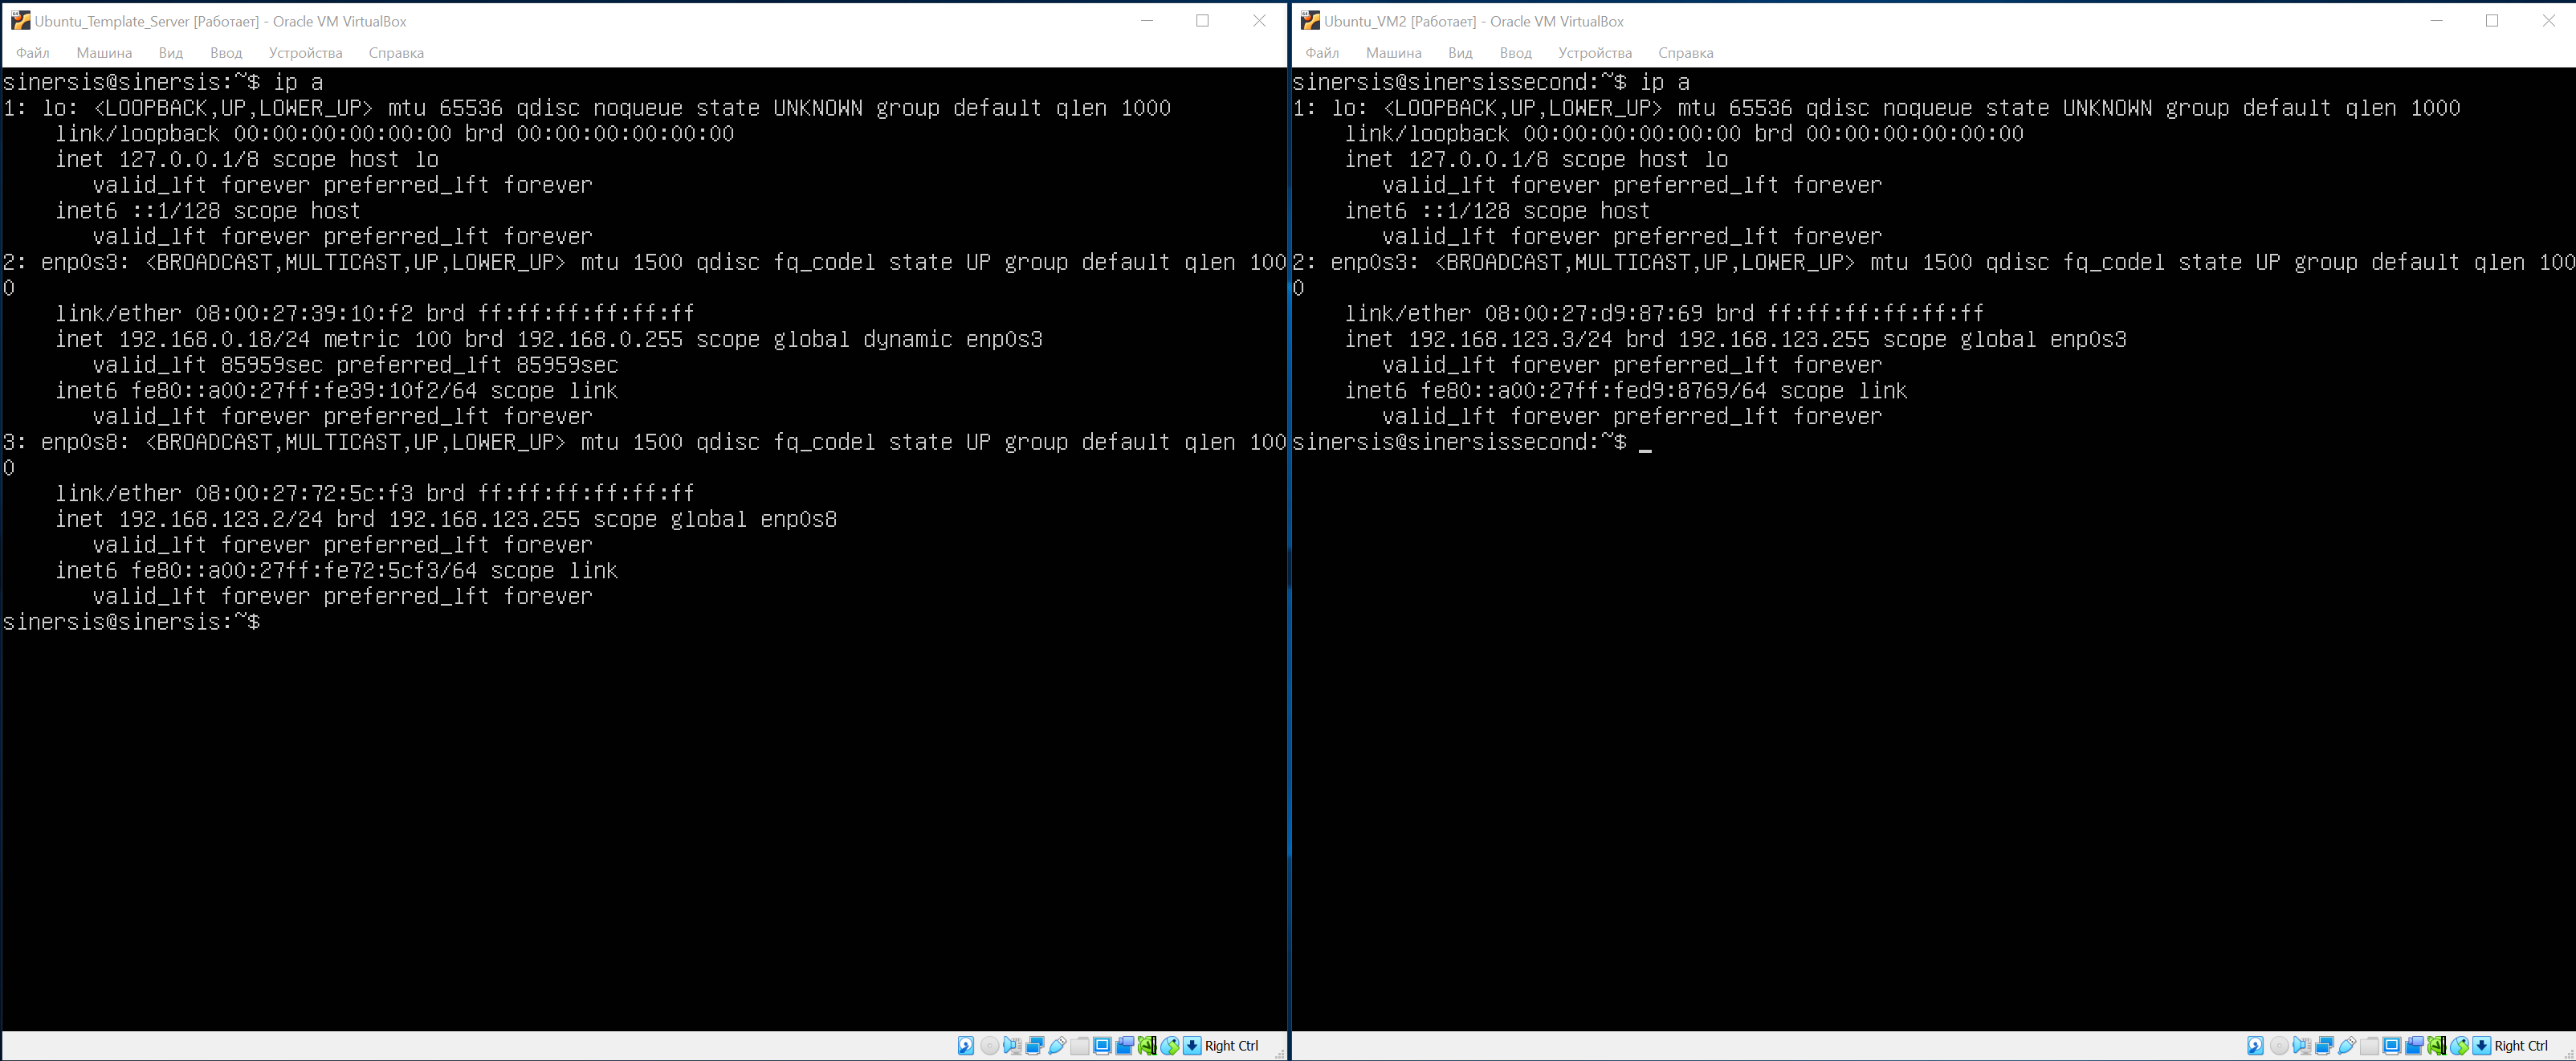 Ubuntu_Template_Server [Работает] - Oracle VM VirtualBox
Файл Машина Вид Ввод Устройства Справка
sinersis@sinersis:~$ ip a
1: lo: <LOOPBACK,UP,LOWER_UP> mtu 65536 qdisc noqueue state UNKNOWN group default qlen 1000
link/loopback 00:00:00:00:00:00 brd 00:00:00:00:00:00
inet 127.0.0.1/8 scope host lo
valid_lft forever preferred_lft forever
inet6 ::1/128 scope host
valid_lft forever preferred_lft forever
2: enp0s3: <BROADCAST,MULTICAST,UP,LOWER_UP> mtu 1500 qdisc fq_codel state UP group default qlen 100
0
link/ether 08:00:27:39:10:f2 brd ff:ff:ff:ff:ff:ff
inet 192.168.0.18/24 metric 100 brd 192.168.0.255 scope global dynamic enp0s3
valid_lft 85959sec preferred_lft 85959sec
inet6 fe80::a00:27ff:fe39:10f2/64 scope link
valid_lft forever preferred_lft forever
3: enp0s8: <BROADCAST,MULTICAST,UP,LOWER_UP> mtu 1500 qdisc fq_codel state UP group default qlen 100
0
link/ether 08:00:27:72:5c:f3 brd ff:ff:ff:ff:ff:ff
inet 192.168.123.2/24 brd 192.168.123.255 scope global enp0s8
valid_lft forever preferred_lft forever
inet6 fe80::a00:27ff:fe72:5cf3/64 scope link
valid_lft forever preferred_lft forever
sinersis@sinersis:~$
Right Ctrl
Ubuntu_VM2 [Работает] - Oracle VM VirtualBox
Файл Машина Вид Ввод Устройства Справка
sinersis@sinersissecond:~$ ip a
1: lo: <LOOPBACK,UP,LOWER_UP> mtu 65536 qdisc noqueue state UNKNOWN group default qlen 1000
link/loopback 00:00:00:00:00:00 brd 00:00:00:00:00:00
inet 127.0.0.1/8 scope host lo
valid_lft forever preferred_lft forever
inet6 ::1/128 scope host
valid_lft forever preferred_lft forever
2: enp0s3: <BROADCAST,MULTICAST,UP,LOWER_UP> mtu 1500 qdisc fq_codel state UP group default qlen 100
0
link/ether 08:00:27:d9:87:69 brd ff:ff:ff:ff:ff:ff
inet 192.168.123.3/24 brd 192.168.123.255 scope global enp0s3
valid_lft forever preferred_lft forever
inet6 fe80::a00:27ff:fed9:8769/64 scope link
valid_lft forever preferred_lft forever
sinersis@sinersissecond:~$ _
Right Ctrl